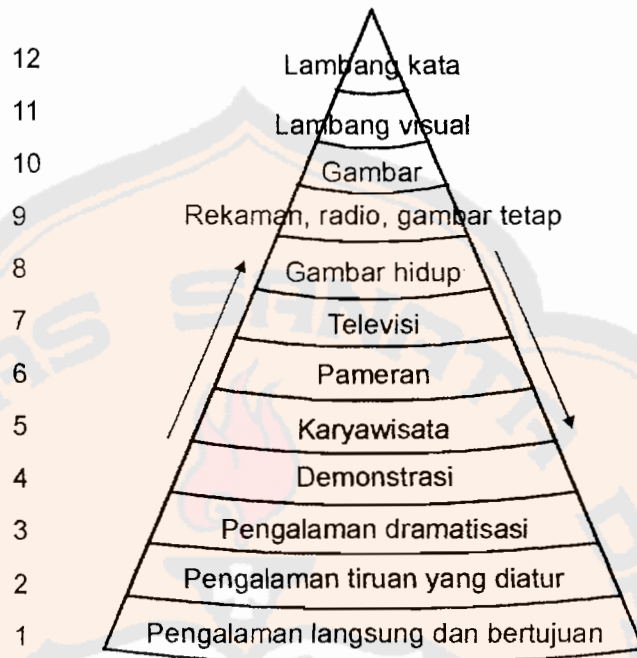 12 Lambang kata
11 Lambang visual
10 Gambar
9 Rekaman, radio, gambar tetap
8 Gambar hidup
7 Televisi
6 Pameran
5 Karyawisata
4 Demonstrasi
3 Pengalaman dramatisasi
2 Pengalaman tiruan yang diatur
1 Pengalaman langsung dan bertujuan